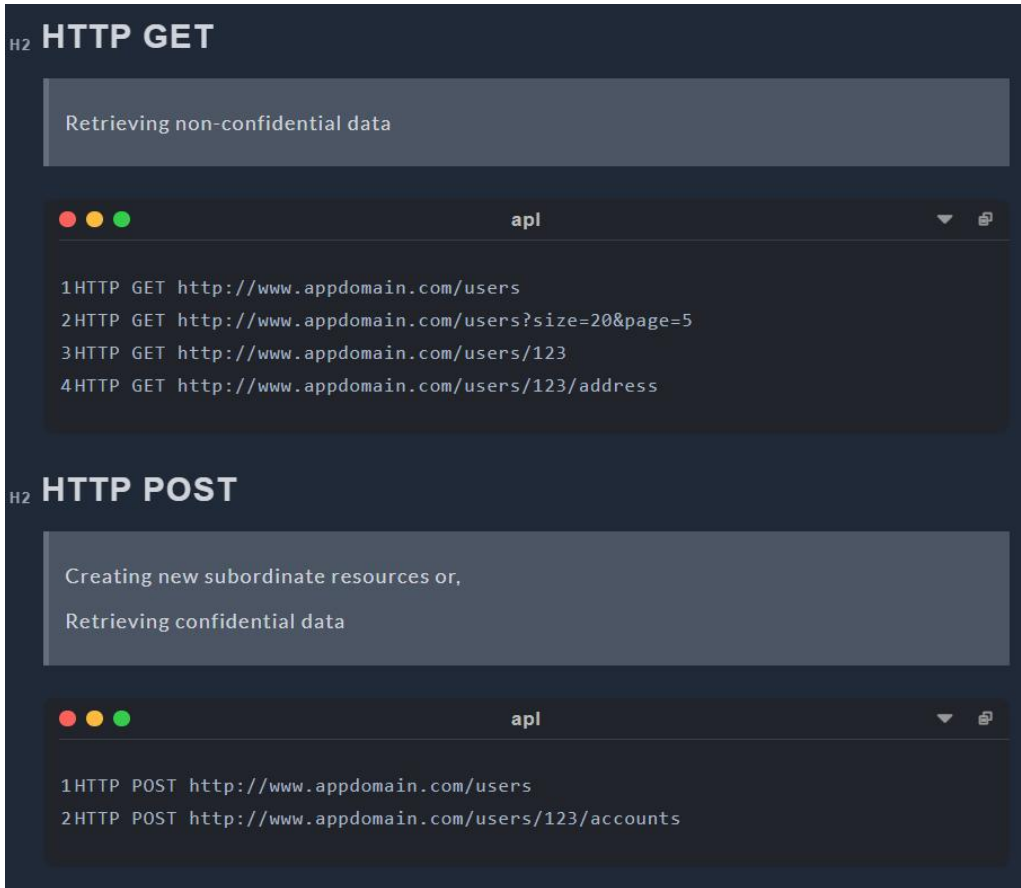 H2 HTTP GET
Retrieving non-confidential data
apl
1HTTP GET http://www.appdomain.com/users
2HTTP GET http://www.appdomain.com/users?size=20&page=5
3HTTP GET http://www.appdomain.com/users/123
4HTTP GET http://www.appdomain.com/users/123/address
H2 HTTP POST
Creating new subordinate resources or,
Retrieving confidential data
apl
1HTTP POST http://www.appdomain.com/users
2HTTP POST http://www.appdomain.com/users/123/accounts